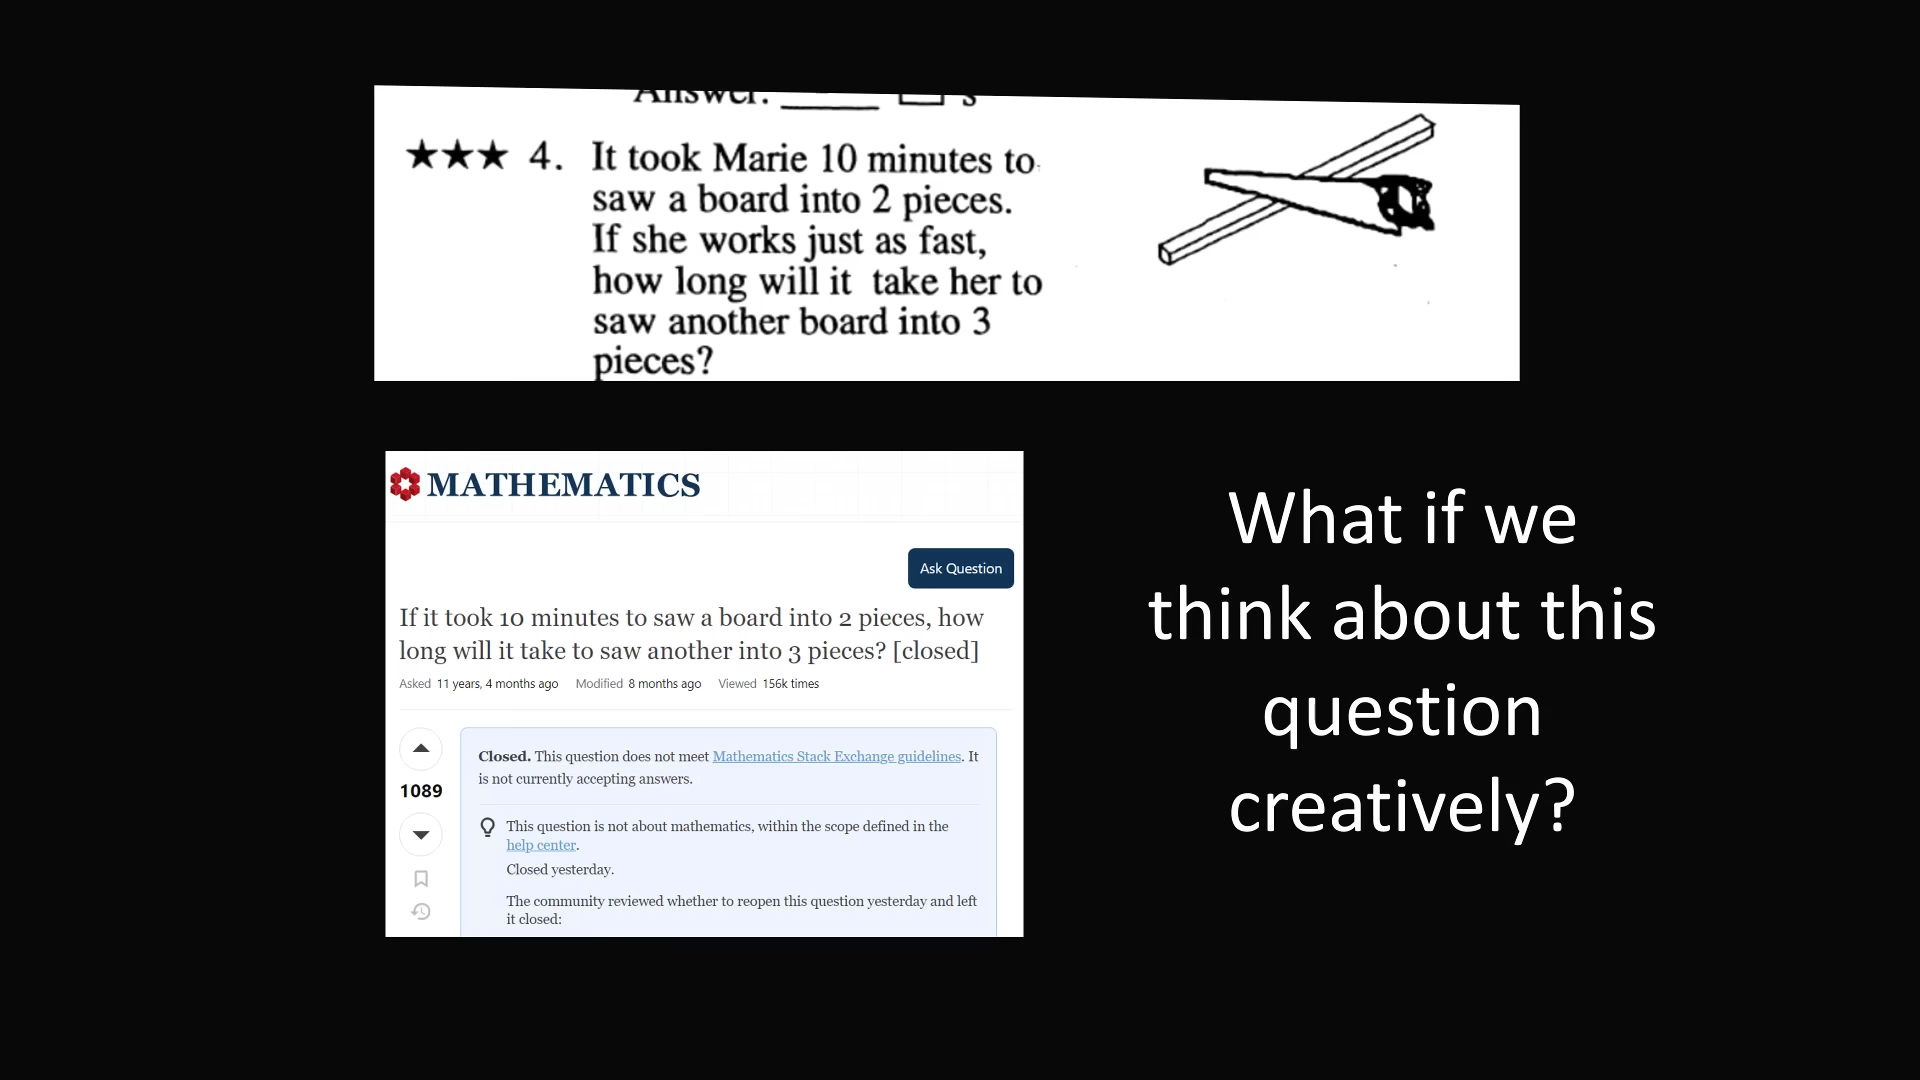 Answer: _____ s
★★★ 4. It took Marie 10 minutes to
saw a board into 2 pieces.
If she works just as fast,
how long will it take her to
saw another board into 3
pieces?
MATHEMATICS
Ask Question
If it took 10 minutes to saw a board into 2 pieces, how
long will it take to saw another into 3 pieces? [closed]
Asked 11 years, 4 months ago Modified 8 months ago Viewed 156k times
Closed. This question does not meet Mathematics Stack Exchange guidelines. It
is not currently accepting answers.
1089
This question is not about mathematics, within the scope defined in the
help center.
Closed yesterday.
The community reviewed whether to reopen this question yesterday and left
it closed:
What if we
think about this
question
creatively?